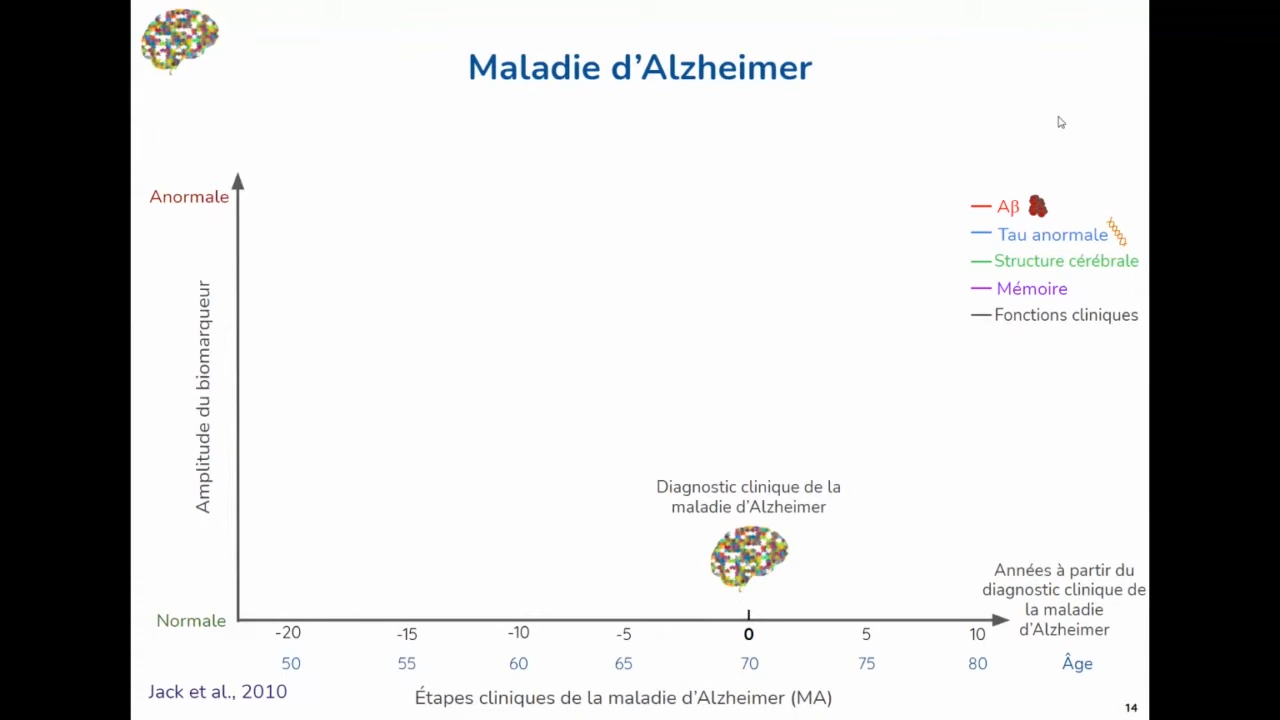 Maladie d'Alzheimer
Anormale
Amplitude du biomarqueur
Normale
Aβ
Tau anormale
Structure cérébrale
Mémoire
Fonctions cliniques
Diagnostic clinique de la
maladie d'Alzheimer
Années à partir du
diagnostic clinique de
la maladie
d'Alzheimer
-20 -15 -10 -5 0 5 10
50 55 60 65 70 75 80 Âge
Jack et al., 2010
Étapes cliniques de la maladie d'Alzheimer (MA)
14